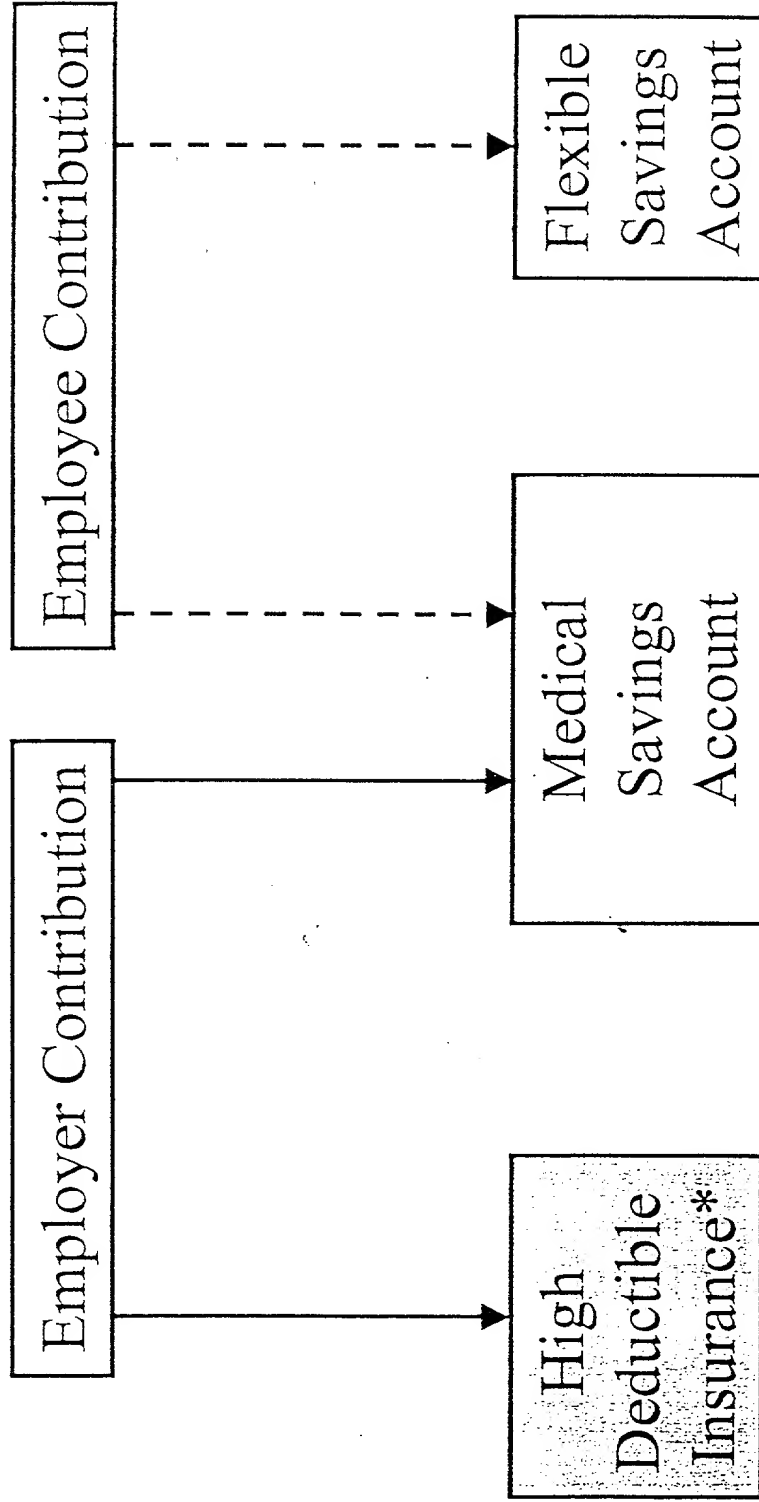 Employer Contribution
Employee Contribution
High
Deductible
Insurance*
Medical
Savings
Account
Flexible
Savings
Account